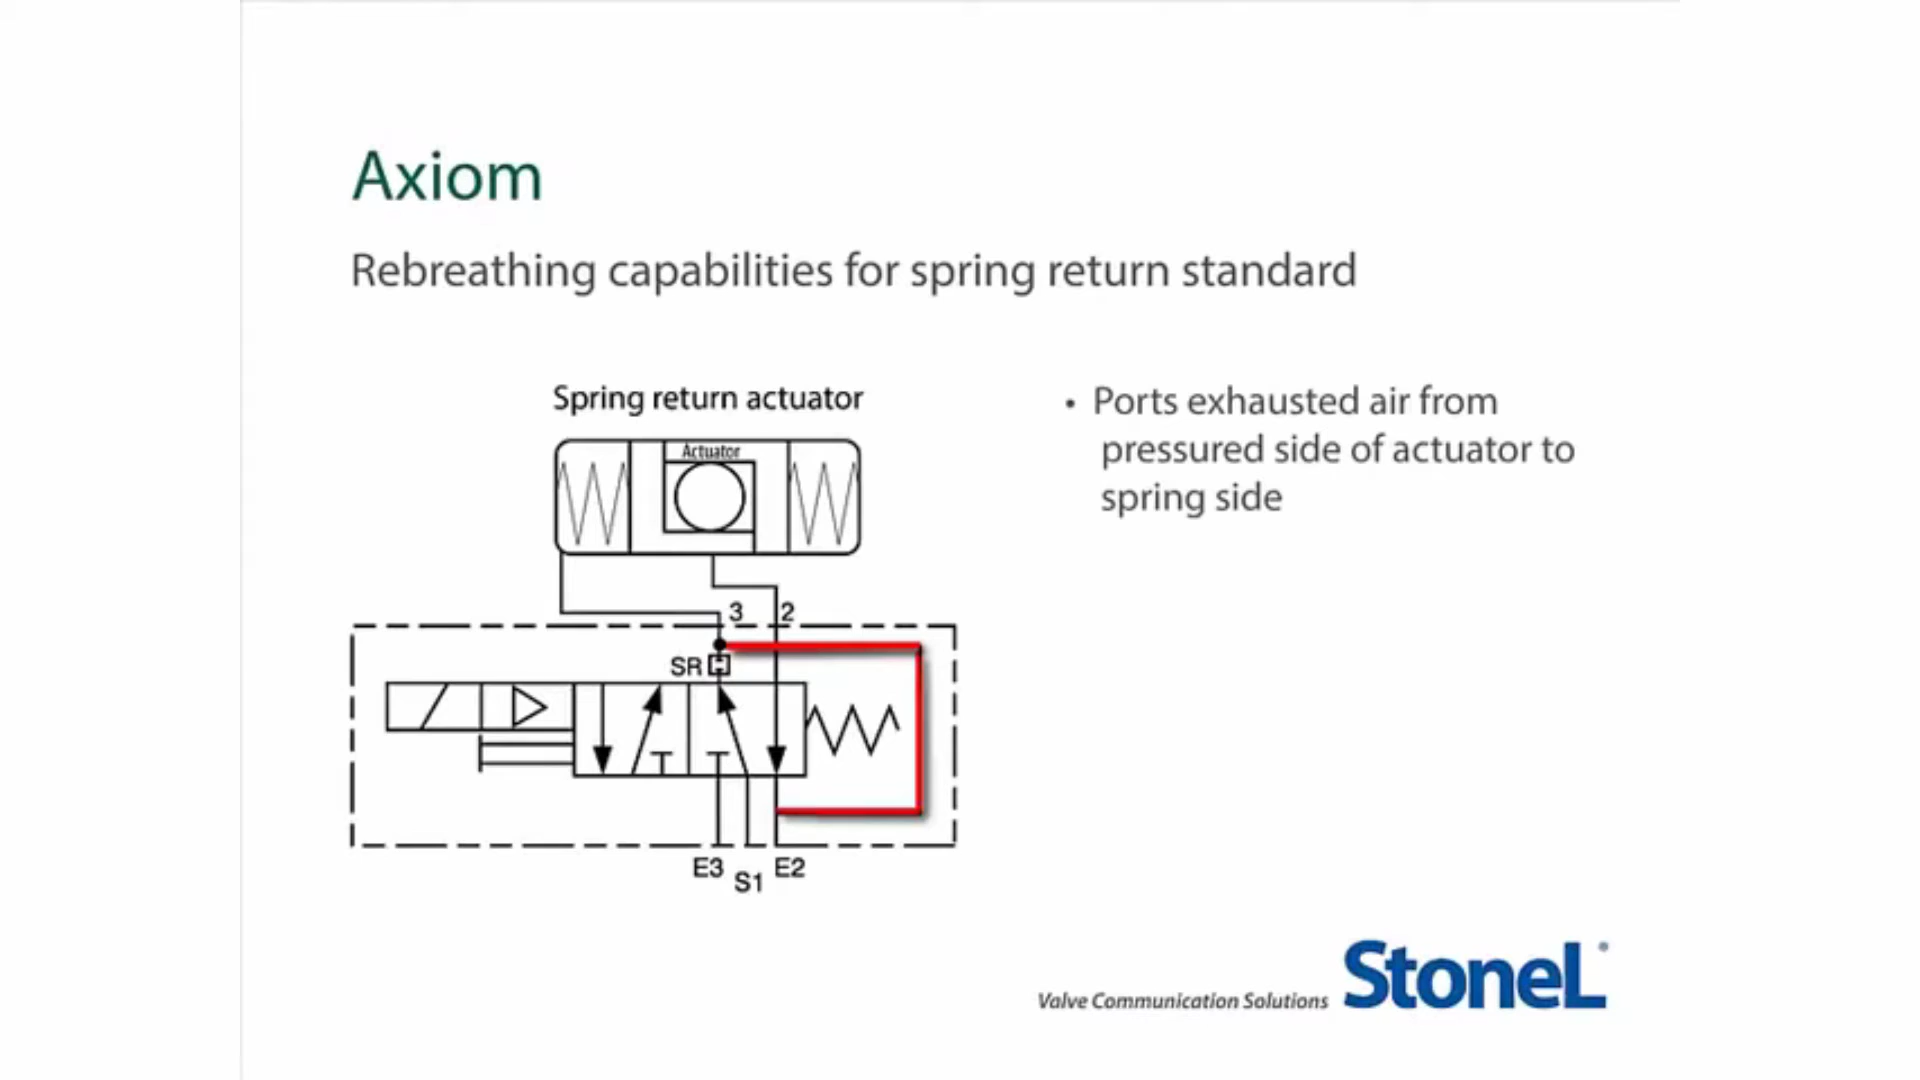 Axiom
Rebreathing capabilities for spring return standard
Spring return actuator
Actuator
3 2
SR
E3 S1 E2
• Ports exhausted air from
pressured side of actuator to
spring side
Valve Communication Solutions StoneL®